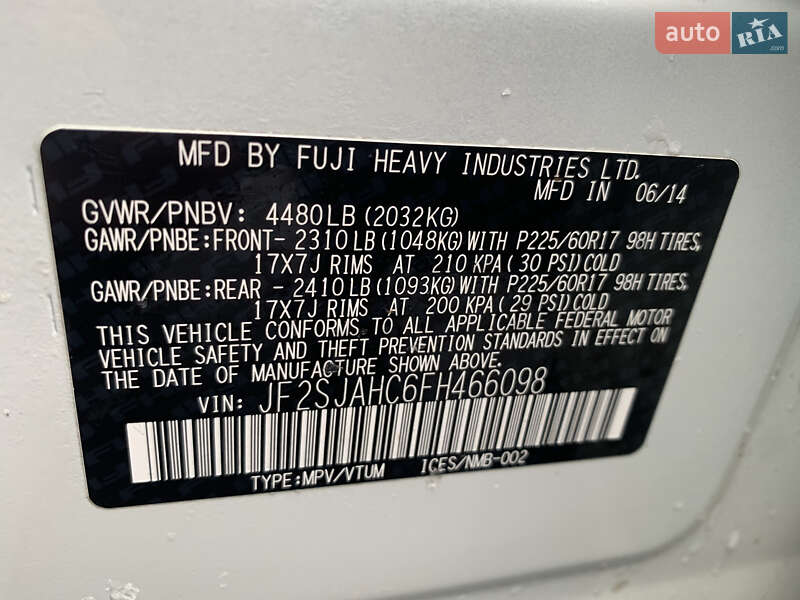 auto RIA
MFD BY FUJI HEAVY INDUSTRIES LTD.
MFD IN 06/14
GVWR/PNBV: 4480LB (2032KG)
GAWR/PNBE:FRONT- 2310LB (1048KG) WITH P225/60R17 98H TIRES,
17X7J RIMS AT 210 KPA ( 30 PSI) COLD
GAWR/PNBE:REAR - 2410LB (1093KG) WITH P225/60R17 98H TIRES,
17X7J RIMS AT 200 KPA ( 29 PSI) COLD
THIS VEHICLE CONFORMS TO ALL APPLICABLE FEDERAL MOTOR
VEHICLE SAFETY AND THEFT PREVENTION STANDARDS IN EFFECT ON
THE DATE OF MANUFACTURE SHOWN ABOVE.
VIN: JF2SJAHC6FH466098
TYPE:MPV/VTUM ICES/NMB-002